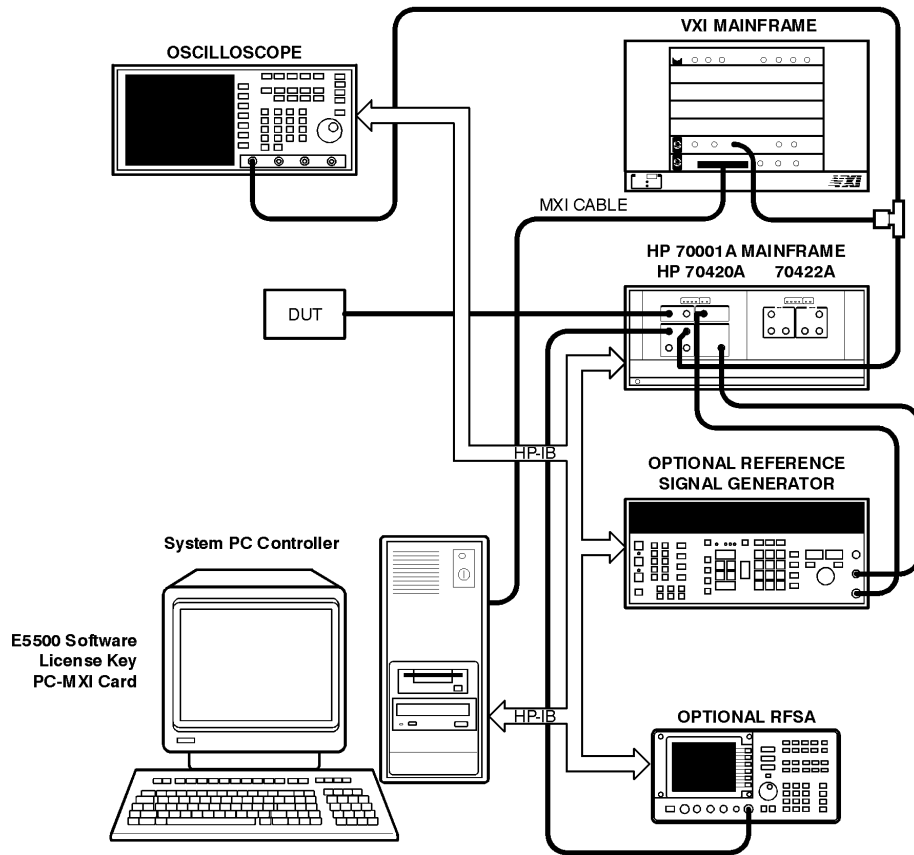 VXI MAINFRAME
OSCILLOSCOPE
VXI
MXI CABLE
HP 70001A MAINFRAME
HP 70420A 70422A
DUT
HP-IB
OPTIONAL REFERENCE
SIGNAL GENERATOR
System PC Controller
E5500 Software
License Key
PC-MXI Card
HP-IB
OPTIONAL RFSA